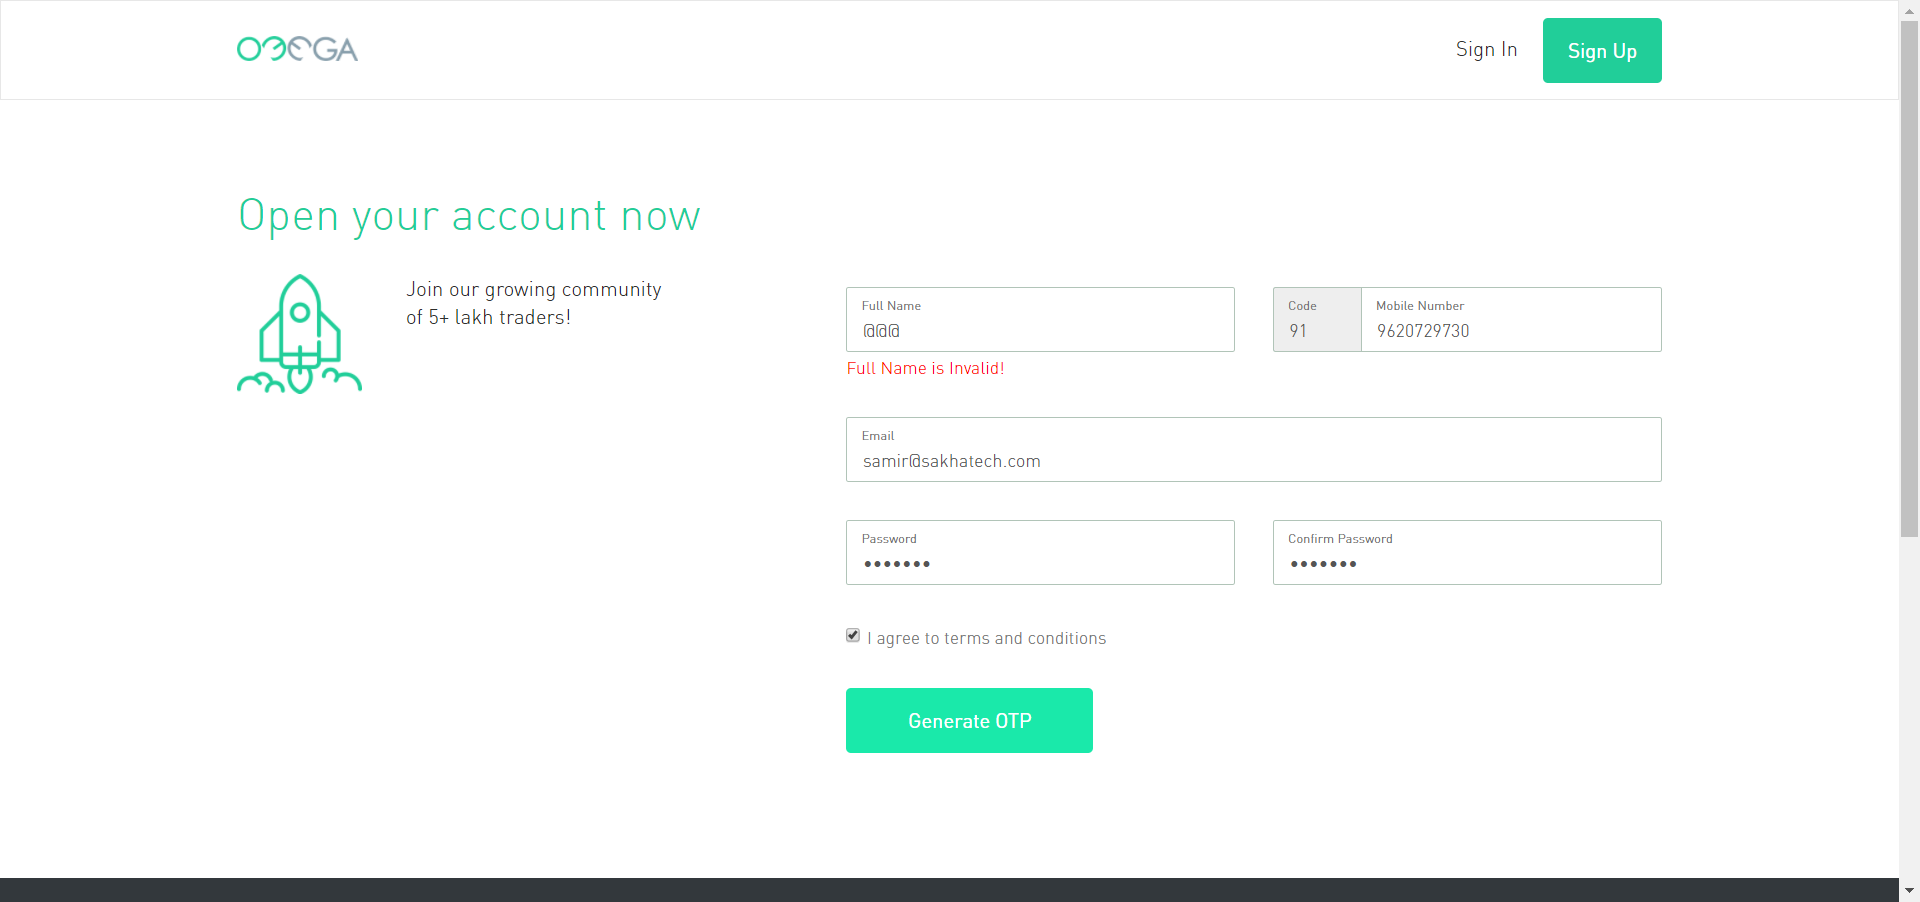 OMEGA
Sign In
Sign Up
Open your account now
Join our growing community
of 5+ lakh traders!
Full Name
@@@
Code
91
Mobile Number
9620729730
Full Name is Invalid!
Email
samir@sakhatech.com
Password
•••••••
Confirm Password
•••••••
I agree to terms and conditions
Generate OTP